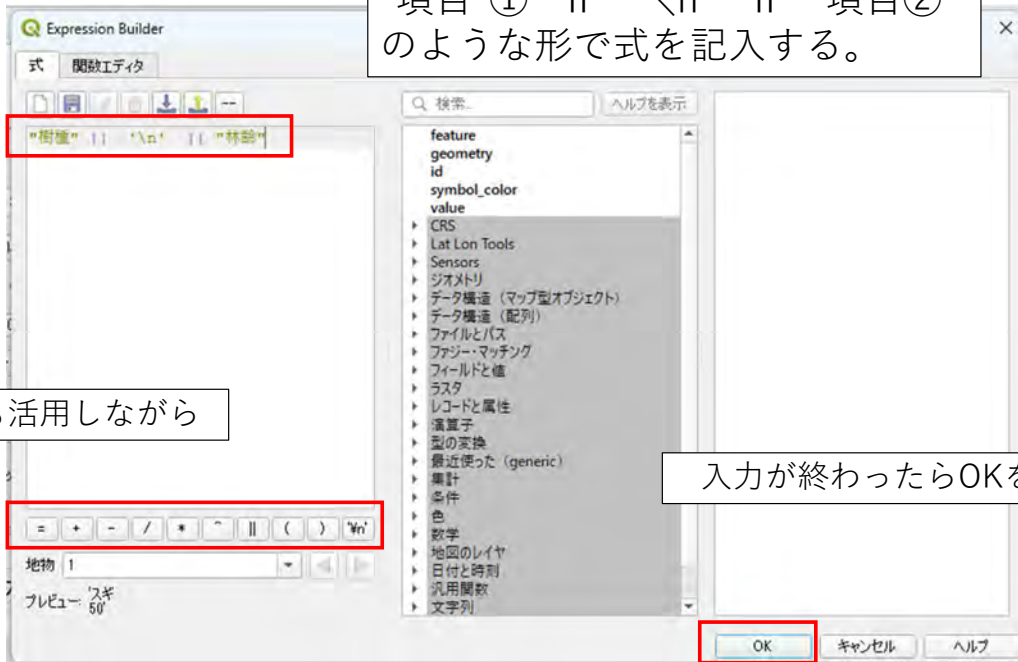 項目 ① "||" '\n' "||" 項目②
のような形で式を記入する。
Expression Builder
式 関数エディタ
検索... ヘルプを表示
"樹種" || '\n' || "林齢"
feature
geometry
id
symbol_color
value
CRS
Lat Lon Tools
Sensors
ジオメトリ
データ構造（マップ型オブジェクト）
データ構造（配列）
ファイルとパス
ファジー・マッチング
フィールドと値
ラスタ
レコードと属性
演算子
型の変換
最近使った（generic）
集計
条件
色
数学
地図のレイヤ
日付と時刻
汎用関数
文字列
活用しながら
入力が終わったらOKを
= + - / * ^ || ( ) '¥n'
地物 1
プレビュー: 'スギ
50'
OK キャンセル ヘルプ